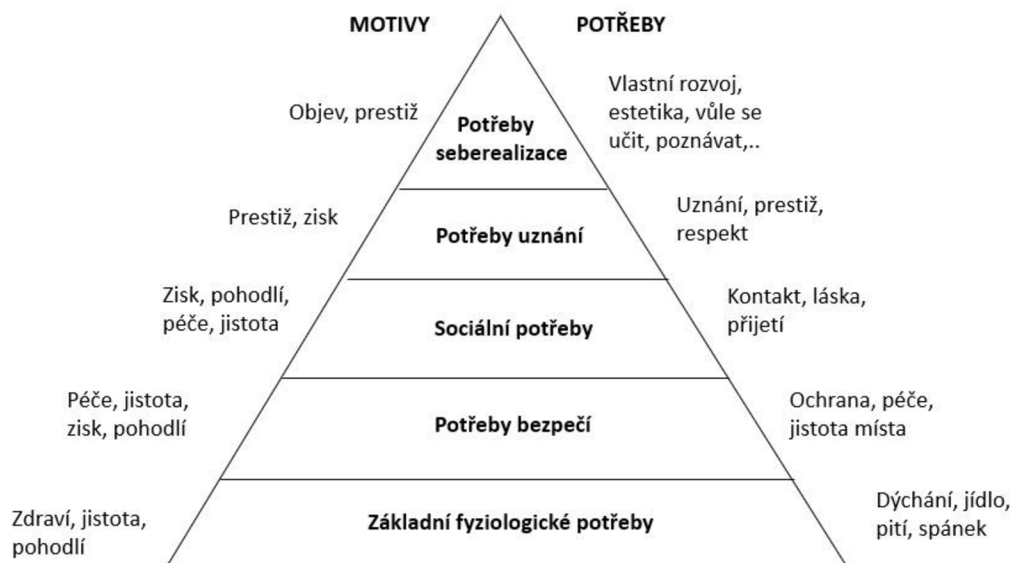 MOTIVY
POTŘEBY
Objev, prestiž
Potřeby
seberealizace
Vlastní rozvoj,
estetika, vůle se
učit, poznávat,..
Prestiž, zisk
Potřeby uznání
Uznání, prestiž,
respekt
Zisk, pohodlí,
péče, jistota
Sociální potřeby
Kontakt, láska,
přijetí
Péče, jistota,
zisk, pohodlí
Potřeby bezpečí
Ochrana, péče,
jistota místa
Zdraví, jistota,
pohodlí
Základní fyziologické potřeby
Dýchání, jídlo,
pití, spánek